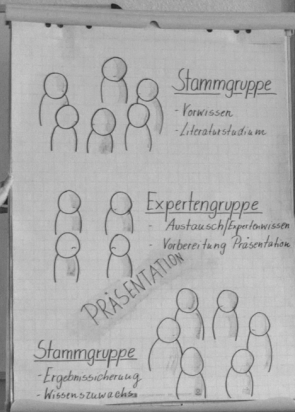 Stammgruppe
- Vorwissen
- Literaturstudium
Expertengruppe
- Austausch/Expertenwissen
- Vorbereitung Präsentation
PRÄSENTATION
Stammgruppe
- Ergebnissicherung
- Wissenszuwachs